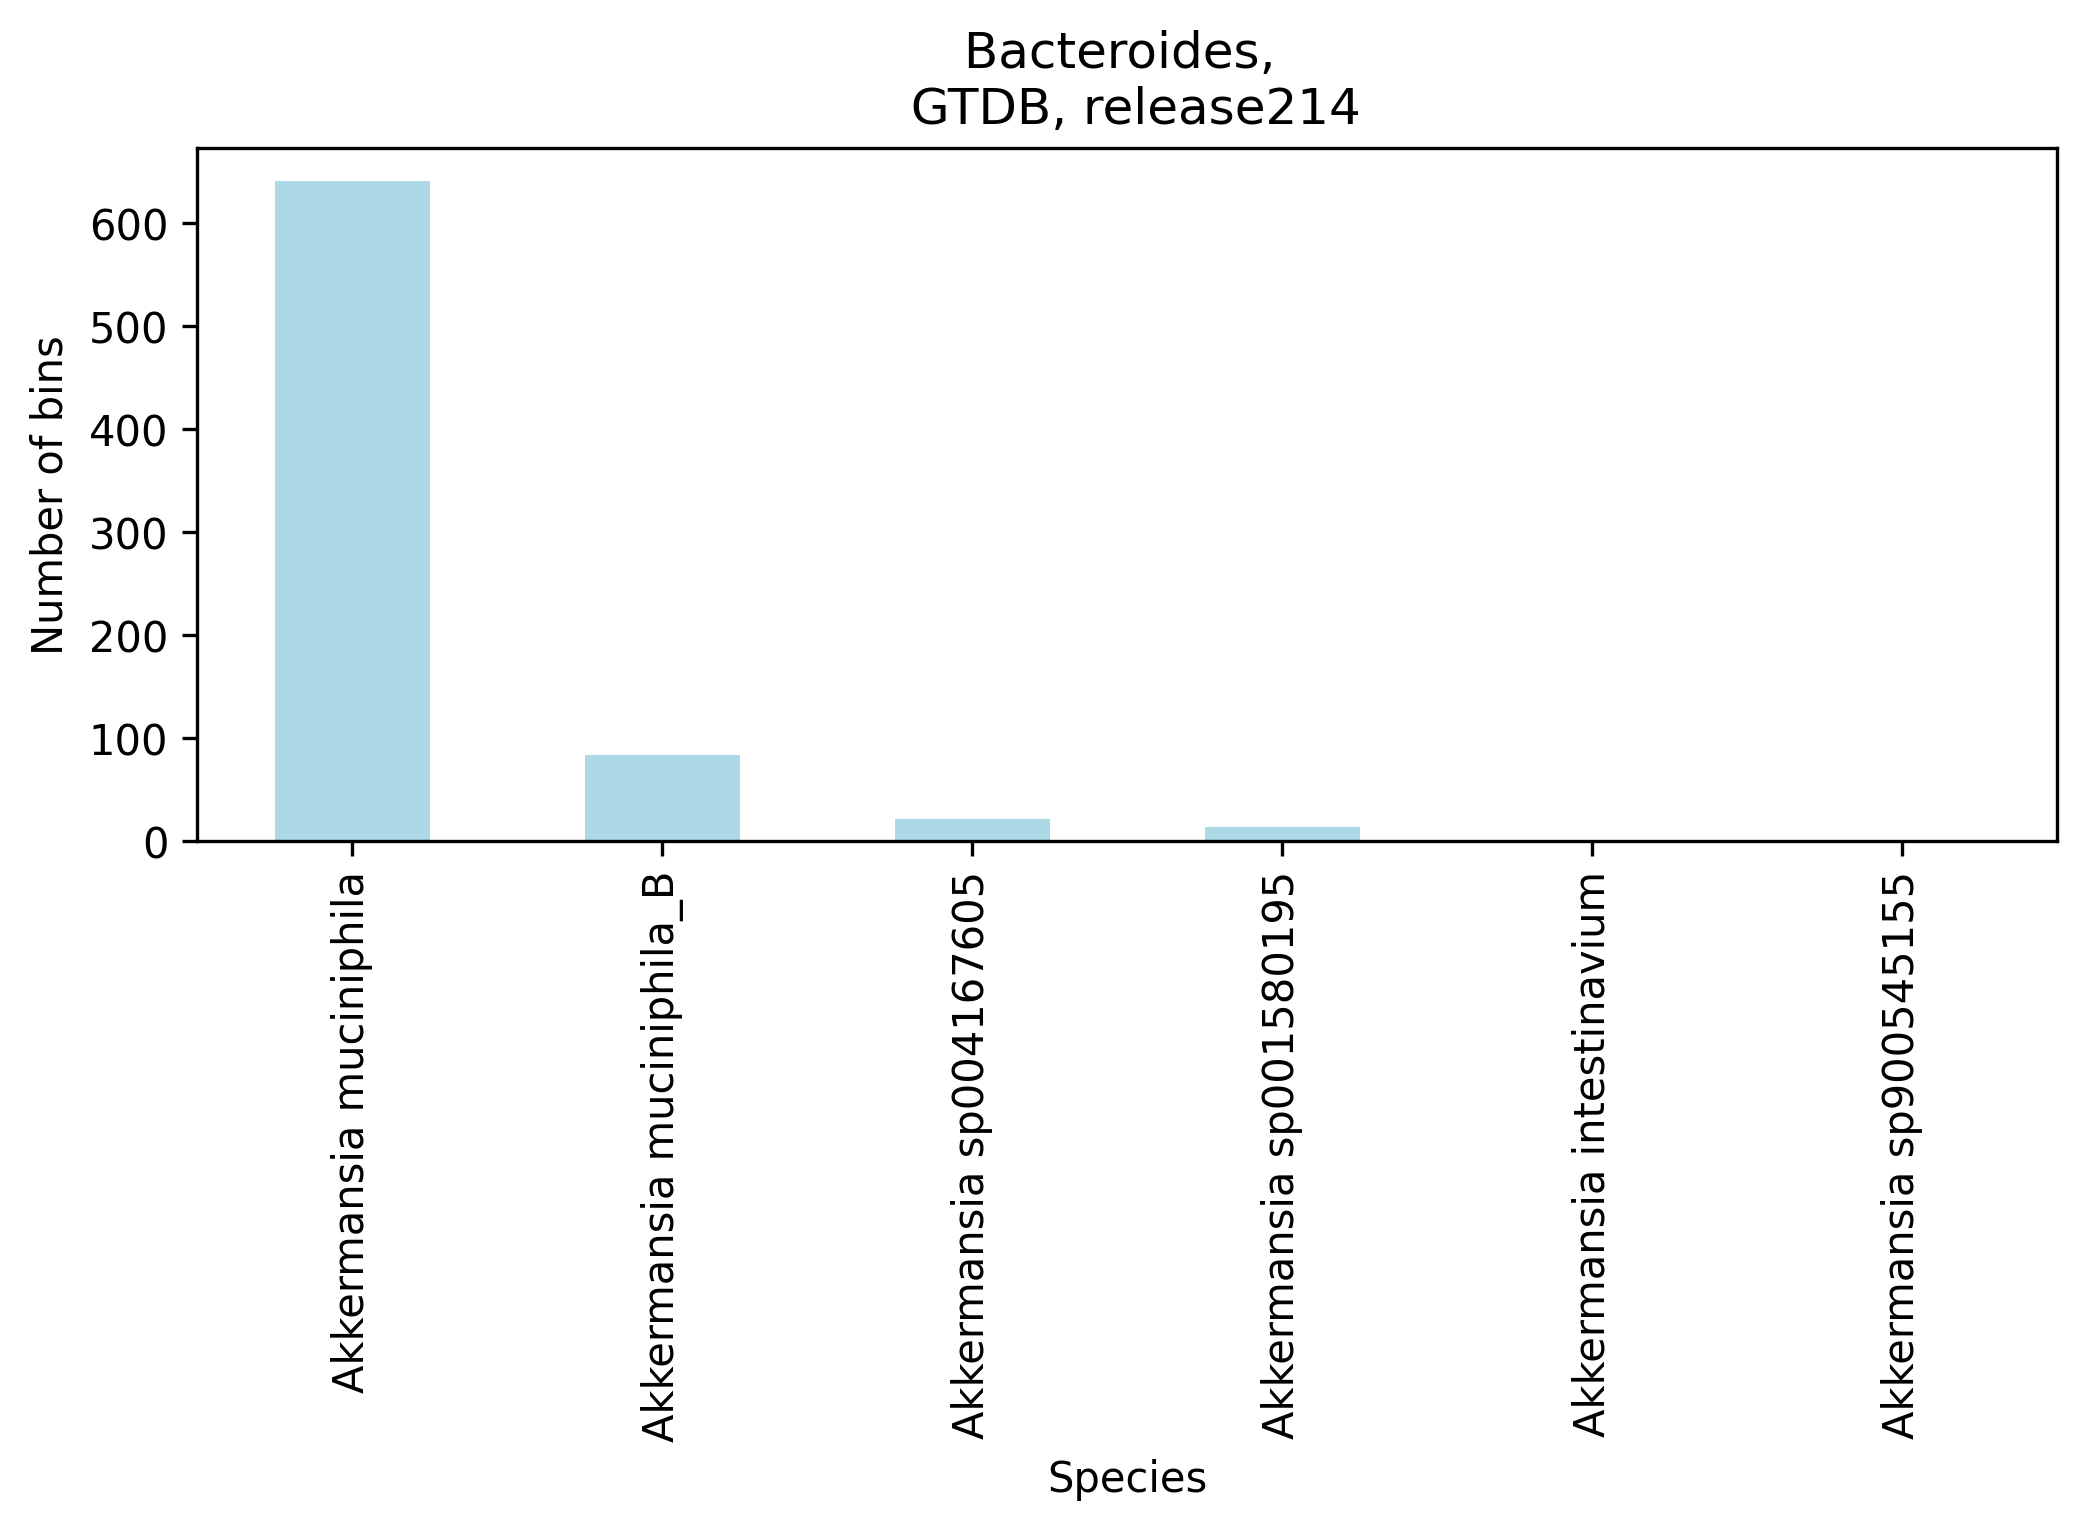 Bacteroides,
GTDB, release214
Number of bins
600
500
400
300
200
100
0
Akkermansia muciniphila
Akkermansia muciniphila_B
Akkermansia sp004167605
Akkermansia sp001580195
Akkermansia intestinavium
Akkermansia sp900545155
Species